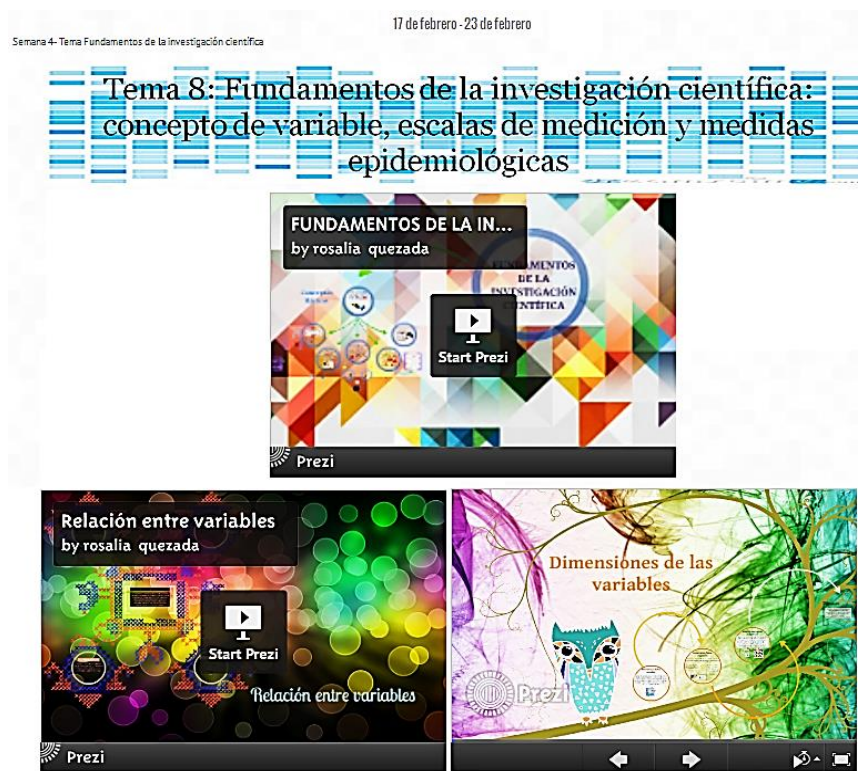 17 de febrero - 23 de febrero
Semana 4- Tema Fundamentos de la investigación científica
Tema 8: Fundamentos de la investigación científica:
concepto de variable, escalas de medición y medidas
epidemiológicas
FUNDAMENTOS DE LA IN...
by rosalia quezada
DE LA
INVESTIGACIÓN
Start Prezi
Prezi
Relación entre variables
by rosalia quezada
Start Prezi
Relación entre variables
Prezi
Dimensiones de las
variables
Prezi